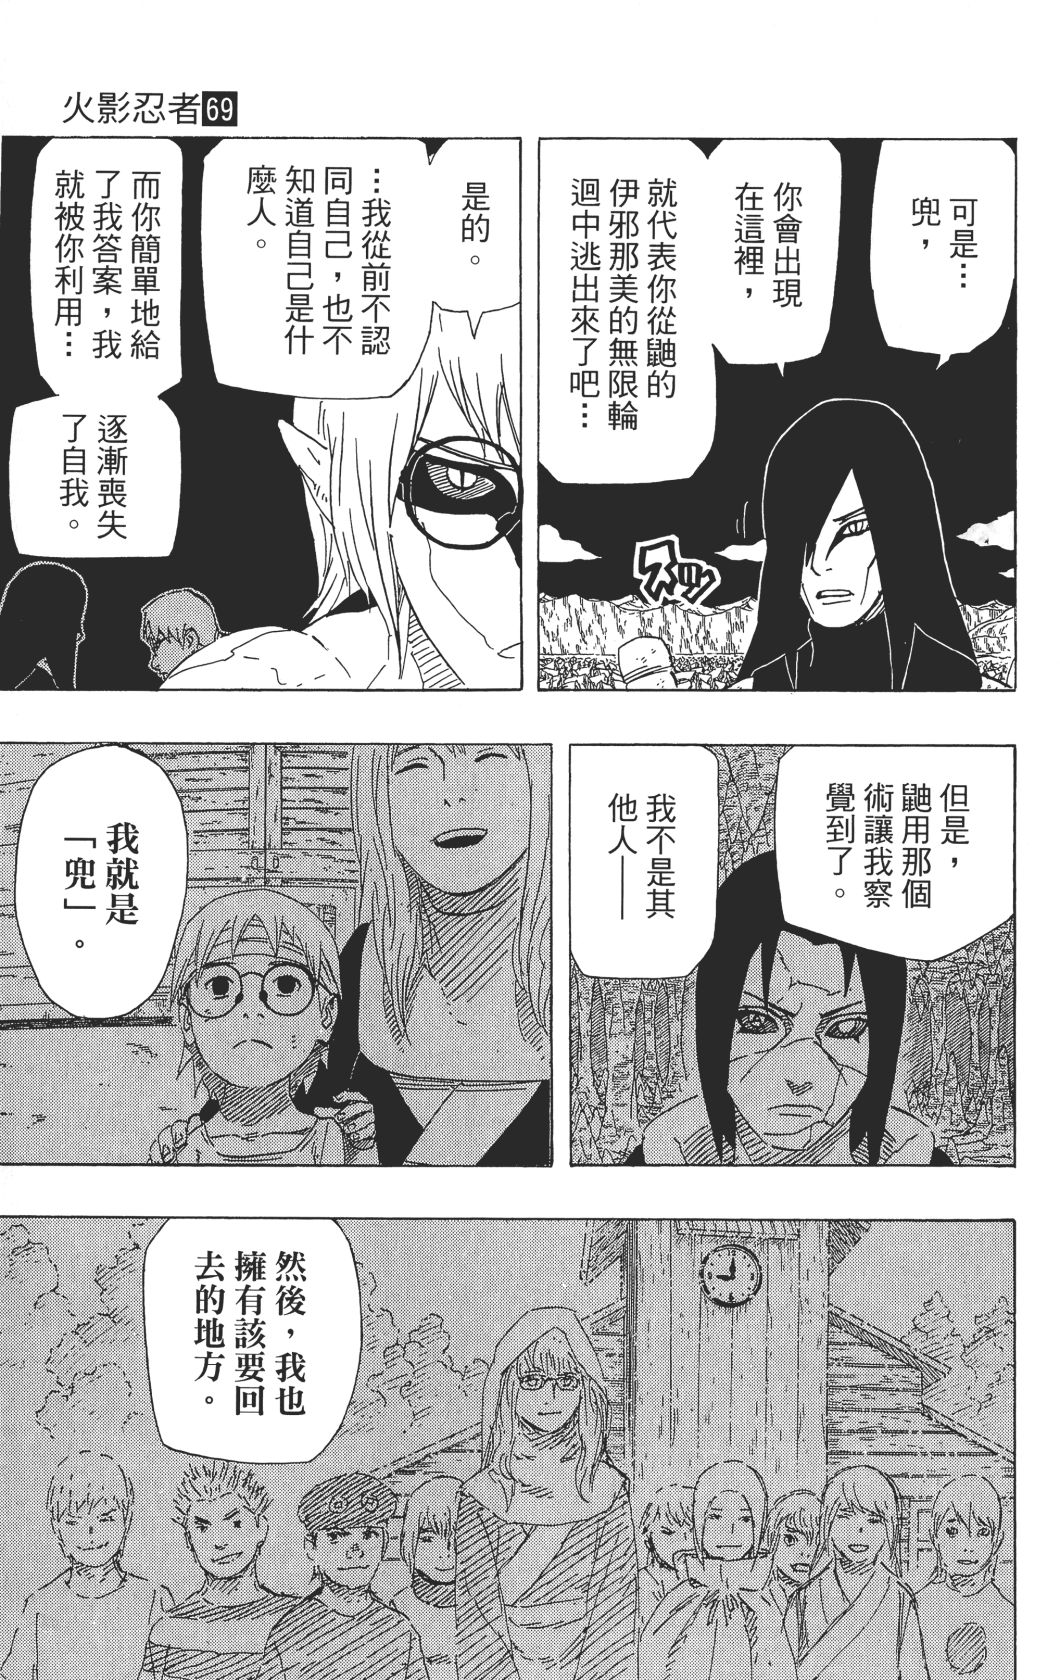 火影忍者69
可是…
兜，
你會出現
在這裡，
就代表你從鼬的
伊邪那美的無限輪
迴中逃出來了吧…
スゥッ
是的。
…我從前不認
同自己，也不
知道自己是什
麼人。
而你簡單地給
了我答案，我
就被你利用…
逐漸喪失
了自我。
但是，
鼬用那個
術讓我察
覺到了。
我不是其
他人——
我就是
「兜」。
然後，我也
擁有該要回
去的地方。